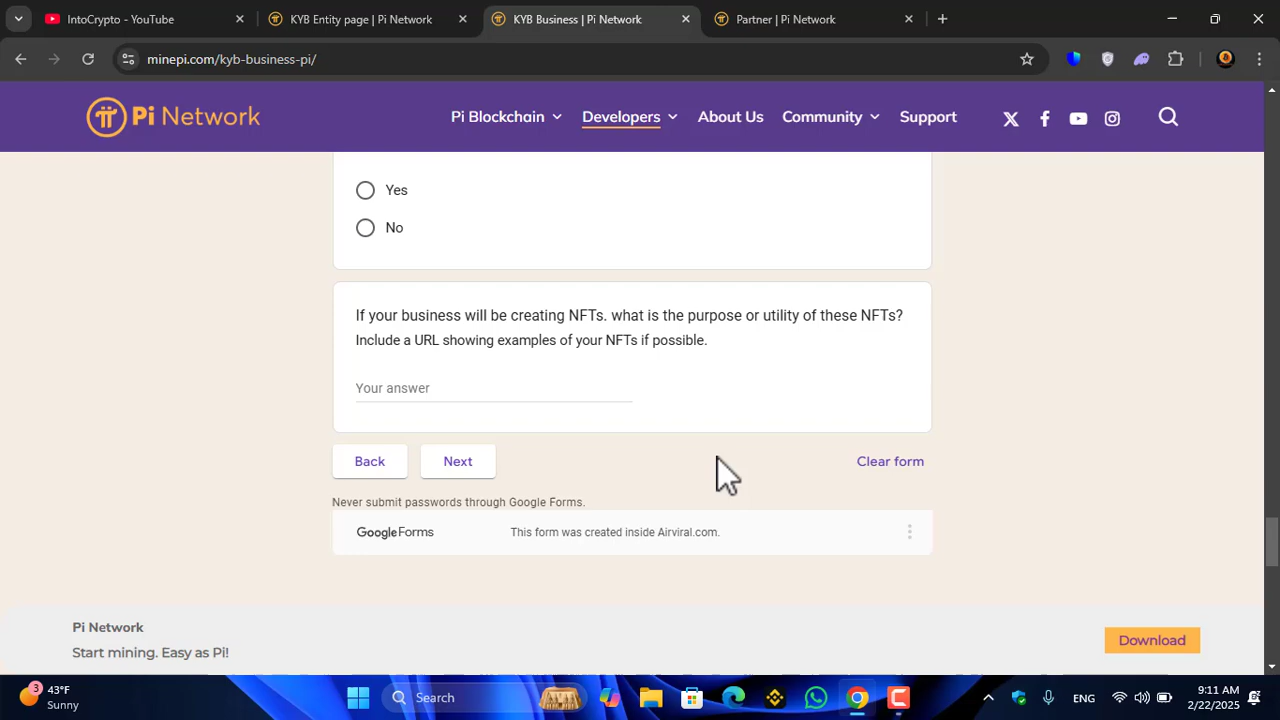 IntoCrypto - YouTube
KYB Entity page | Pi Network
KYB Business | Pi Network
Partner | Pi Network
minepi.com/kyb-business-pi/
Pi Network
Pi Blockchain
Developers
About Us
Community
Support
Yes
No
If your business will be creating NFTs. what is the purpose or utility of these NFTs?
Include a URL showing examples of your NFTs if possible.
Your answer
Back
Next
Clear form
Never submit passwords through Google Forms.
Google Forms
This form was created inside Airviral.com.
Pi Network
Start mining. Easy as Pi!
Download
3
43°F
Sunny
Search
ENG
9:11 AM
2/22/2025